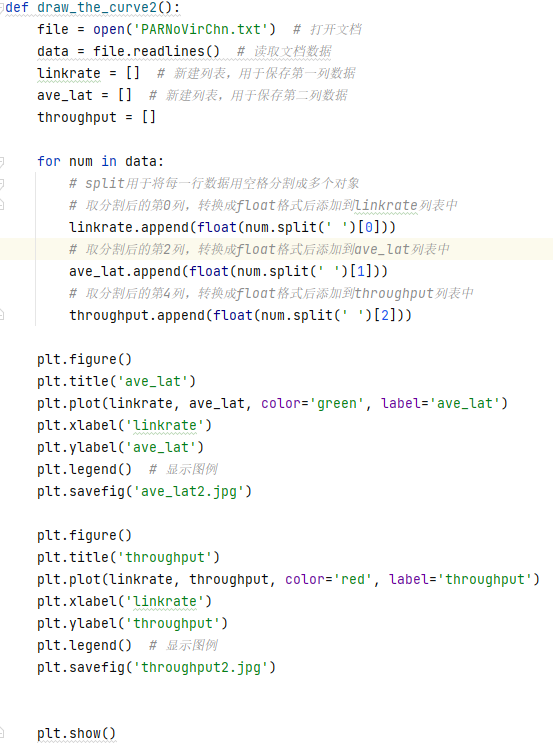 def draw_the_curve2():
    file = open('PARNoVirChn.txt')  # 打开文档
    data = file.readlines()  # 读取文档数据
    linkrate = []  # 新建列表，用于保存第一列数据
    ave_lat = []  # 新建列表，用于保存第二列数据
    throughput = []

    for num in data:
        # split用于将每一行数据用空格分割成多个对象
        # 取分割后的第0列，转换成float格式后添加到linkrate列表中
        linkrate.append(float(num.split(' ')[0]))
        # 取分割后的第2列，转换成float格式后添加到ave_lat列表中
        ave_lat.append(float(num.split(' ')[1]))
        # 取分割后的第4列，转换成float格式后添加到throughput列表中
        throughput.append(float(num.split(' ')[2]))

    plt.figure()
    plt.title('ave_lat')
    plt.plot(linkrate, ave_lat, color='green', label='ave_lat')
    plt.xlabel('linkrate')
    plt.ylabel('ave_lat')
    plt.legend()  # 显示图例
    plt.savefig('ave_lat2.jpg')

    plt.figure()
    plt.title('throughput')
    plt.plot(linkrate, throughput, color='red', label='throughput')
    plt.xlabel('linkrate')
    plt.ylabel('throughput')
    plt.legend()  # 显示图例
    plt.savefig('throughput2.jpg')


    plt.show()